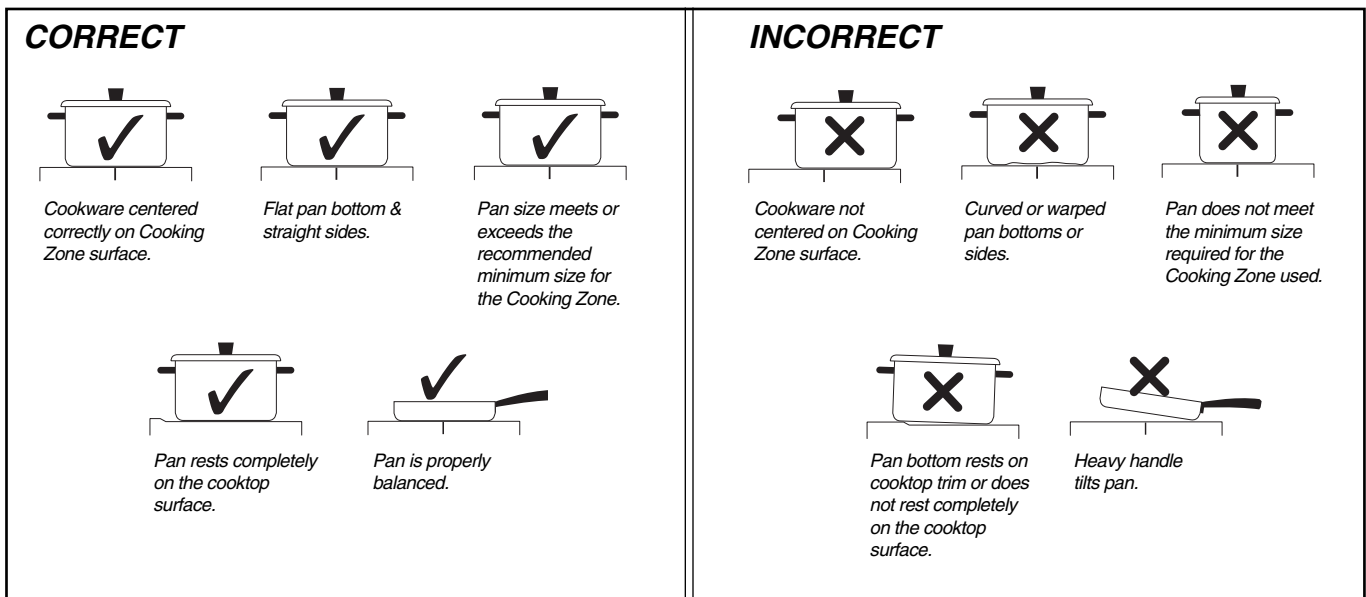 CORRECT
Cookware centered
correctly on Cooking
Zone surface.
Flat pan bottom &
straight sides.
Pan size meets or
exceeds the
recommended
minimum size for
the Cooking Zone.
Pan rests completely
on the cooktop
surface.
Pan is properly
balanced.
INCORRECT
Cookware not
centered on Cooking
Zone surface.
Curved or warped
pan bottoms or
sides.
Pan does not meet
the minimum size
required for the
Cooking Zone used.
Pan bottom rests on
cooktop trim or does
not rest completely
on the cooktop
surface.
Heavy handle
tilts pan.